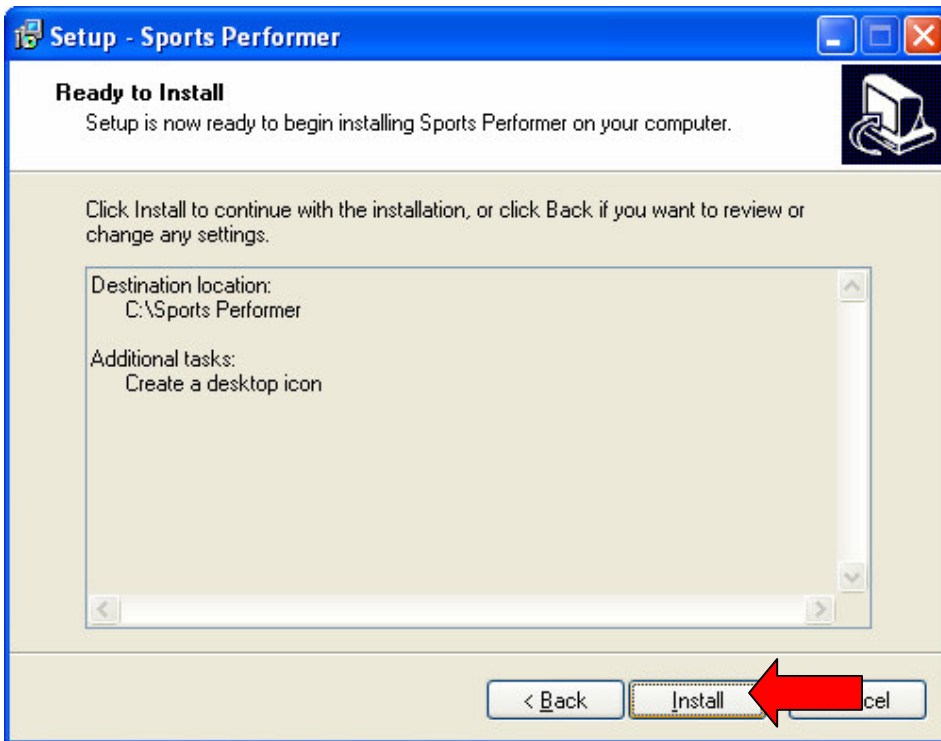 Setup - Sports Performer
Ready to Install
Setup is now ready to begin installing Sports Performer on your computer.
Click Install to continue with the installation, or click Back if you want to review or
change any settings.
Destination location:
C:\Sports Performer
Additional tasks:
Create a desktop icon
< Back
Install
cel